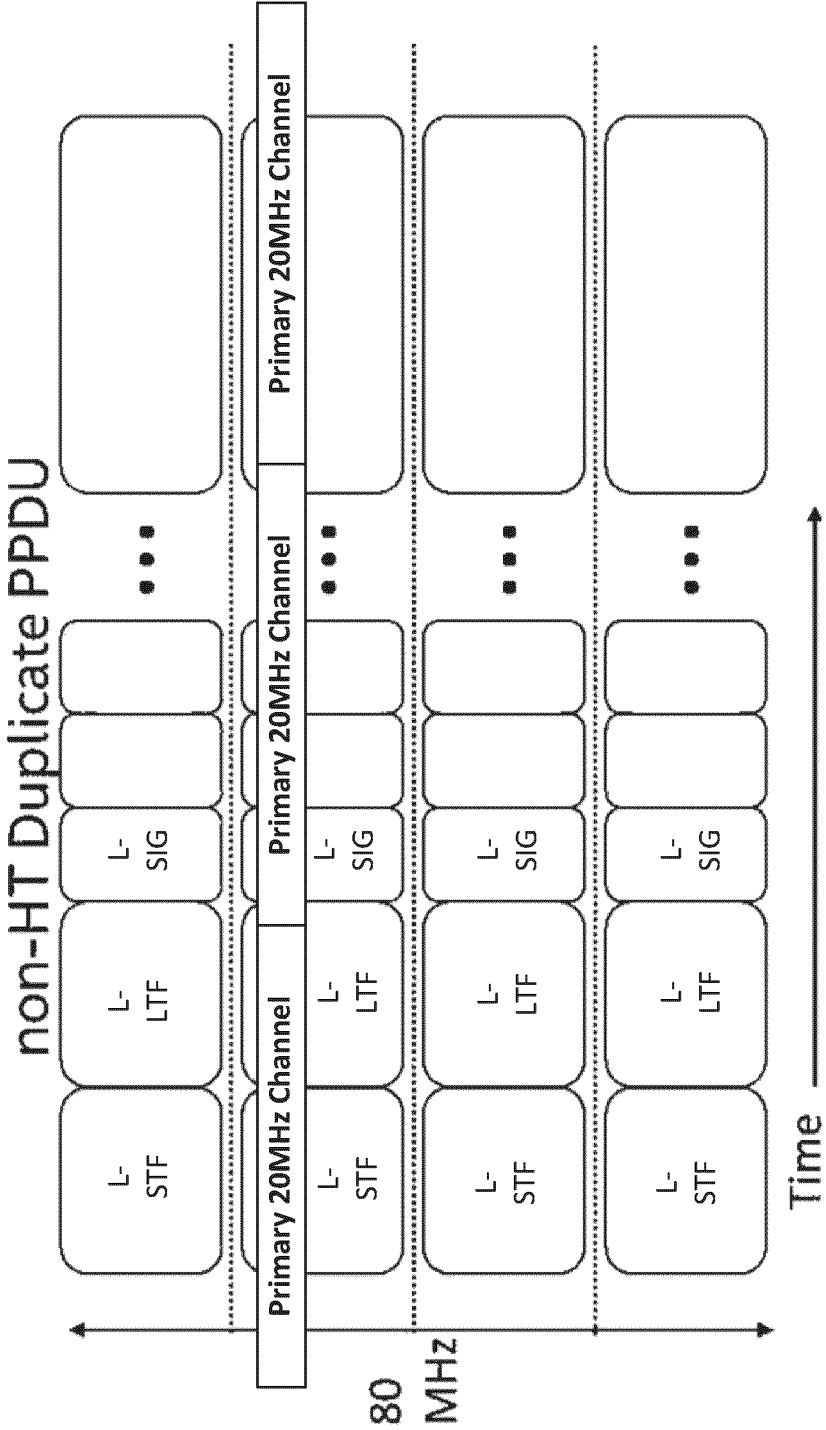 non-HT Duplicate PPDU
L-
STF
L-
LTF
L-
SIG
Primary 20MHz Channel
Primary 20MHz Channel
Primary 20MHz Channel
L-
STF
L-
LTF
L-
SIG
80
MHz
L-
STF
L-
LTF
L-
SIG
L-
STF
L-
LTF
L-
SIG
Time